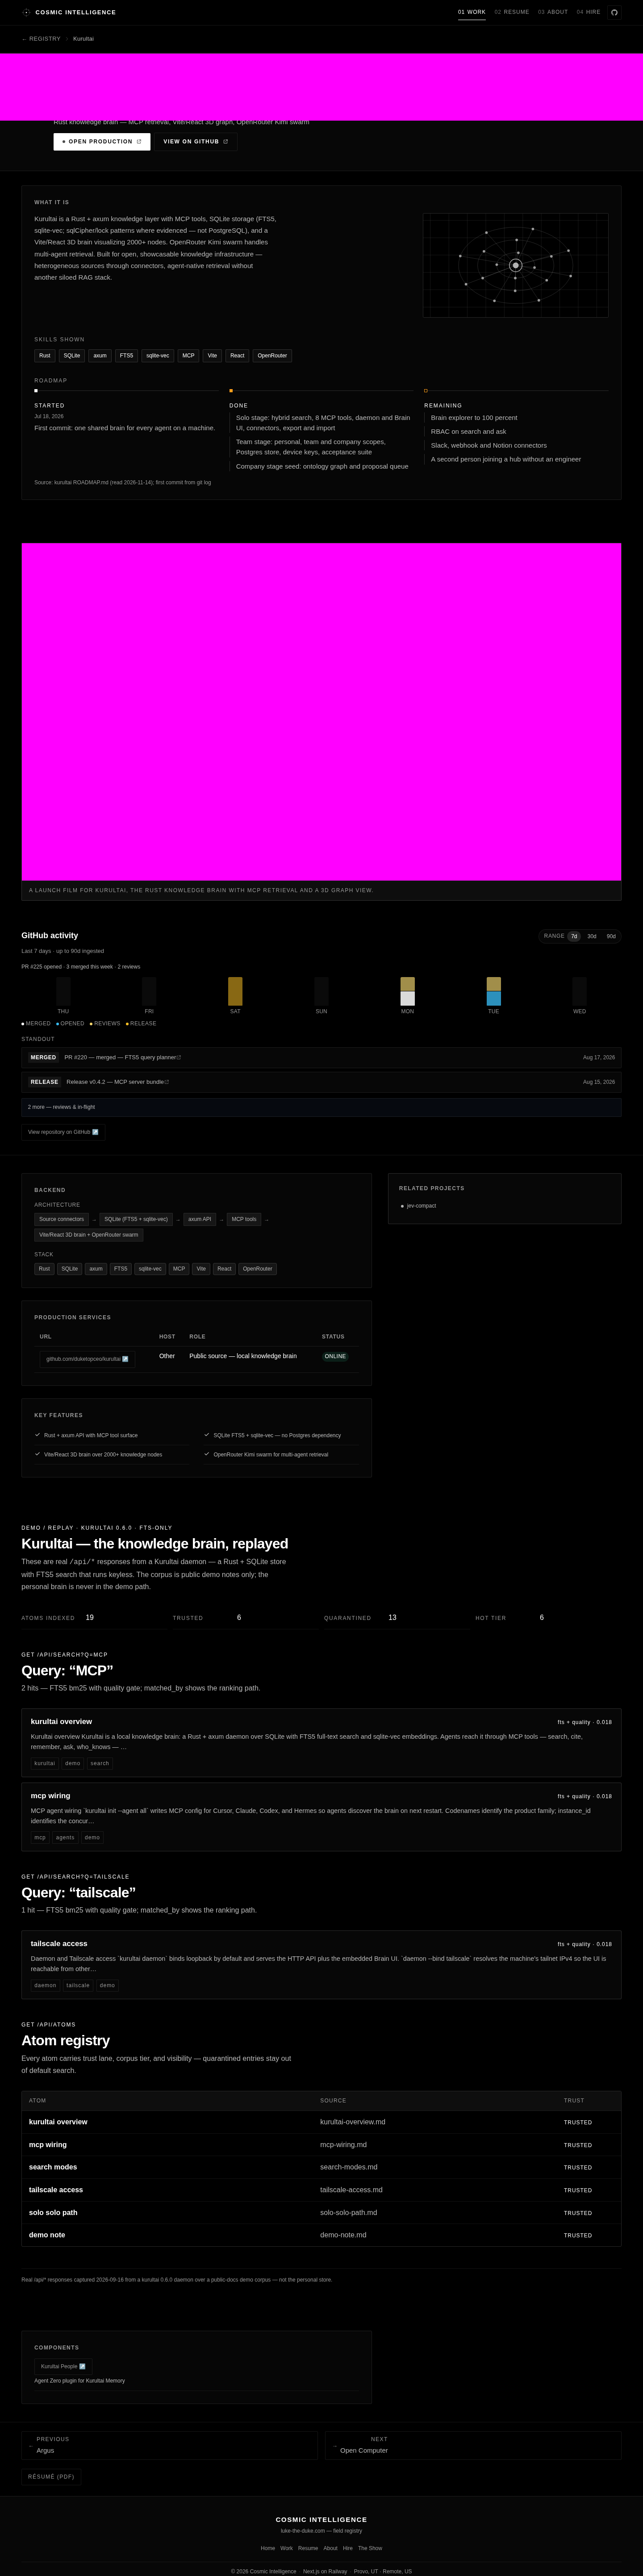 COSMIC INTELLIGENCE
01 WORK 02 RESUME 03 ABOUT 04 HIRE
← REGISTRY · Kurultai
Rust knowledge brain — MCP retrieval, Vite/React 3D graph, OpenRouter Kimi swarm
OPEN PRODUCTION VIEW ON GITHUB
WHAT IT IS
Kurultai is a Rust + axum knowledge layer with MCP tools, SQLite storage (FTS5,
sqlite-vec; sqlCipher/lock patterns where evidenced — not PostgreSQL), and a
Vite/React 3D brain visualizing 2000+ nodes. OpenRouter Kimi swarm handles
multi-agent retrieval. Built for open, showcasable knowledge infrastructure —
heterogeneous sources through connectors, agent-native retrieval without
another siloed RAG stack.
SKILLS SHOWN
Rust SQLite axum FTS5 sqlite-vec MCP Vite React OpenRouter
ROADMAP
STARTED
Jul 18, 2026
First commit: one shared brain for every agent on a machine.
DONE
Solo stage: hybrid search, 8 MCP tools, daemon and Brain
UI, connectors, export and import
Team stage: personal, team and company scopes,
Postgres store, device keys, acceptance suite
Company stage seed: ontology graph and proposal queue
REMAINING
Brain explorer to 100 percent
RBAC on search and ask
Slack, webhook and Notion connectors
A second person joining a hub without an engineer
Source: kurultai ROADMAP.md (read 2026-11-14); first commit from git log
A LAUNCH FILM FOR KURULTAI, THE RUST KNOWLEDGE BRAIN WITH MCP RETRIEVAL AND A 3D GRAPH VIEW.
GitHub activity
RANGE 7d 30d 90d
Last 7 days · up to 90d ingested
PR #225 opened · 3 merged this week · 2 reviews
THU FRI SAT SUN MON TUE WED
MERGED OPENED REVIEWS RELEASE
STANDOUT
MERGED PR #220 — merged — FTS5 query planner Aug 17, 2026
RELEASE Release v0.4.2 — MCP server bundle Aug 15, 2026
2 more — reviews & in-flight
View repository on GitHub ↗
BACKEND
ARCHITECTURE
Source connectors → SQLite (FTS5 + sqlite-vec) → axum API → MCP tools →
Vite/React 3D brain + OpenRouter swarm
STACK
Rust SQLite axum FTS5 sqlite-vec MCP Vite React OpenRouter
RELATED PROJECTS
jev-compact
PRODUCTION SERVICES
URL HOST ROLE STATUS
github.com/dukelopceo/kurultai ↗ Other Public source — local knowledge brain ONLINE
KEY FEATURES
Rust + axum API with MCP tool surface
SQLite FTS5 + sqlite-vec — no Postgres dependency
Vite/React 3D brain over 2000+ knowledge nodes
OpenRouter Kimi swarm for multi-agent retrieval
DEMO / REPLAY · KURULTAI 0.6.0 · FTS-ONLY
Kurultai — the knowledge brain, replayed
These are real /api/* responses from a Kurultai daemon — a Rust + SQLite store
with FTS5 search that runs keyless. The corpus is public demo notes only; the
personal brain is never in the demo path.
ATOMS INDEXED 19 TRUSTED 6 QUARANTINED 13 HOT TIER 6
GET /API/SEARCH?Q=MCP
Query: “MCP”
2 hits — FTS5 bm25 with quality gate; matched_by shows the ranking path.
kurultai overview fts + quality · 0.018
Kurultai overview Kurultai is a local knowledge brain: a Rust + axum daemon over SQLite with FTS5 full-text search and sqlite-vec embeddings. Agents reach it through MCP tools — search, cite,
remember, ask, who_knows — …
kurultai demo search
mcp wiring fts + quality · 0.018
MCP agent wiring `kurultai init --agent all` writes MCP config for Cursor, Claude, Codex, and Hermes so agents discover the brain on next restart. Codenames identify the product family; instance_id
identifies the concur…
mcp agents demo
GET /API/SEARCH?Q=TAILSCALE
Query: “tailscale”
1 hit — FTS5 bm25 with quality gate; matched_by shows the ranking path.
tailscale access fts + quality · 0.018
Daemon and Tailscale access `kurultai daemon` binds loopback by default and serves the HTTP API plus the embedded Brain UI. `daemon --bind tailscale` resolves the machine's tailnet IPv4 so the UI is
reachable from other…
daemon tailscale demo
GET /API/ATOMS
Atom registry
Every atom carries trust lane, corpus tier, and visibility — quarantined entries stay out
of default search.
ATOM SOURCE TRUST
kurultai overview kurultai-overview.md TRUSTED
mcp wiring mcp-wiring.md TRUSTED
search modes search-modes.md TRUSTED
tailscale access tailscale-access.md TRUSTED
solo solo path solo-solo-path.md TRUSTED
demo note demo-note.md TRUSTED
Real /api/* responses captured 2026-09-16 from a kurultai 0.6.0 daemon over a public-docs demo corpus — not the personal store.
COMPONENTS
Kurultai People ↗
Agent Zero plugin for Kurultai Memory
PREVIOUS
Argus
NEXT
Open Computer
RÉSUMÉ (PDF)
COSMIC INTELLIGENCE
luke-the-duke.com — field registry
Home Work Resume About Hire The Show
© 2026 Cosmic Intelligence Next.js on Railway Provo, UT · Remote, US